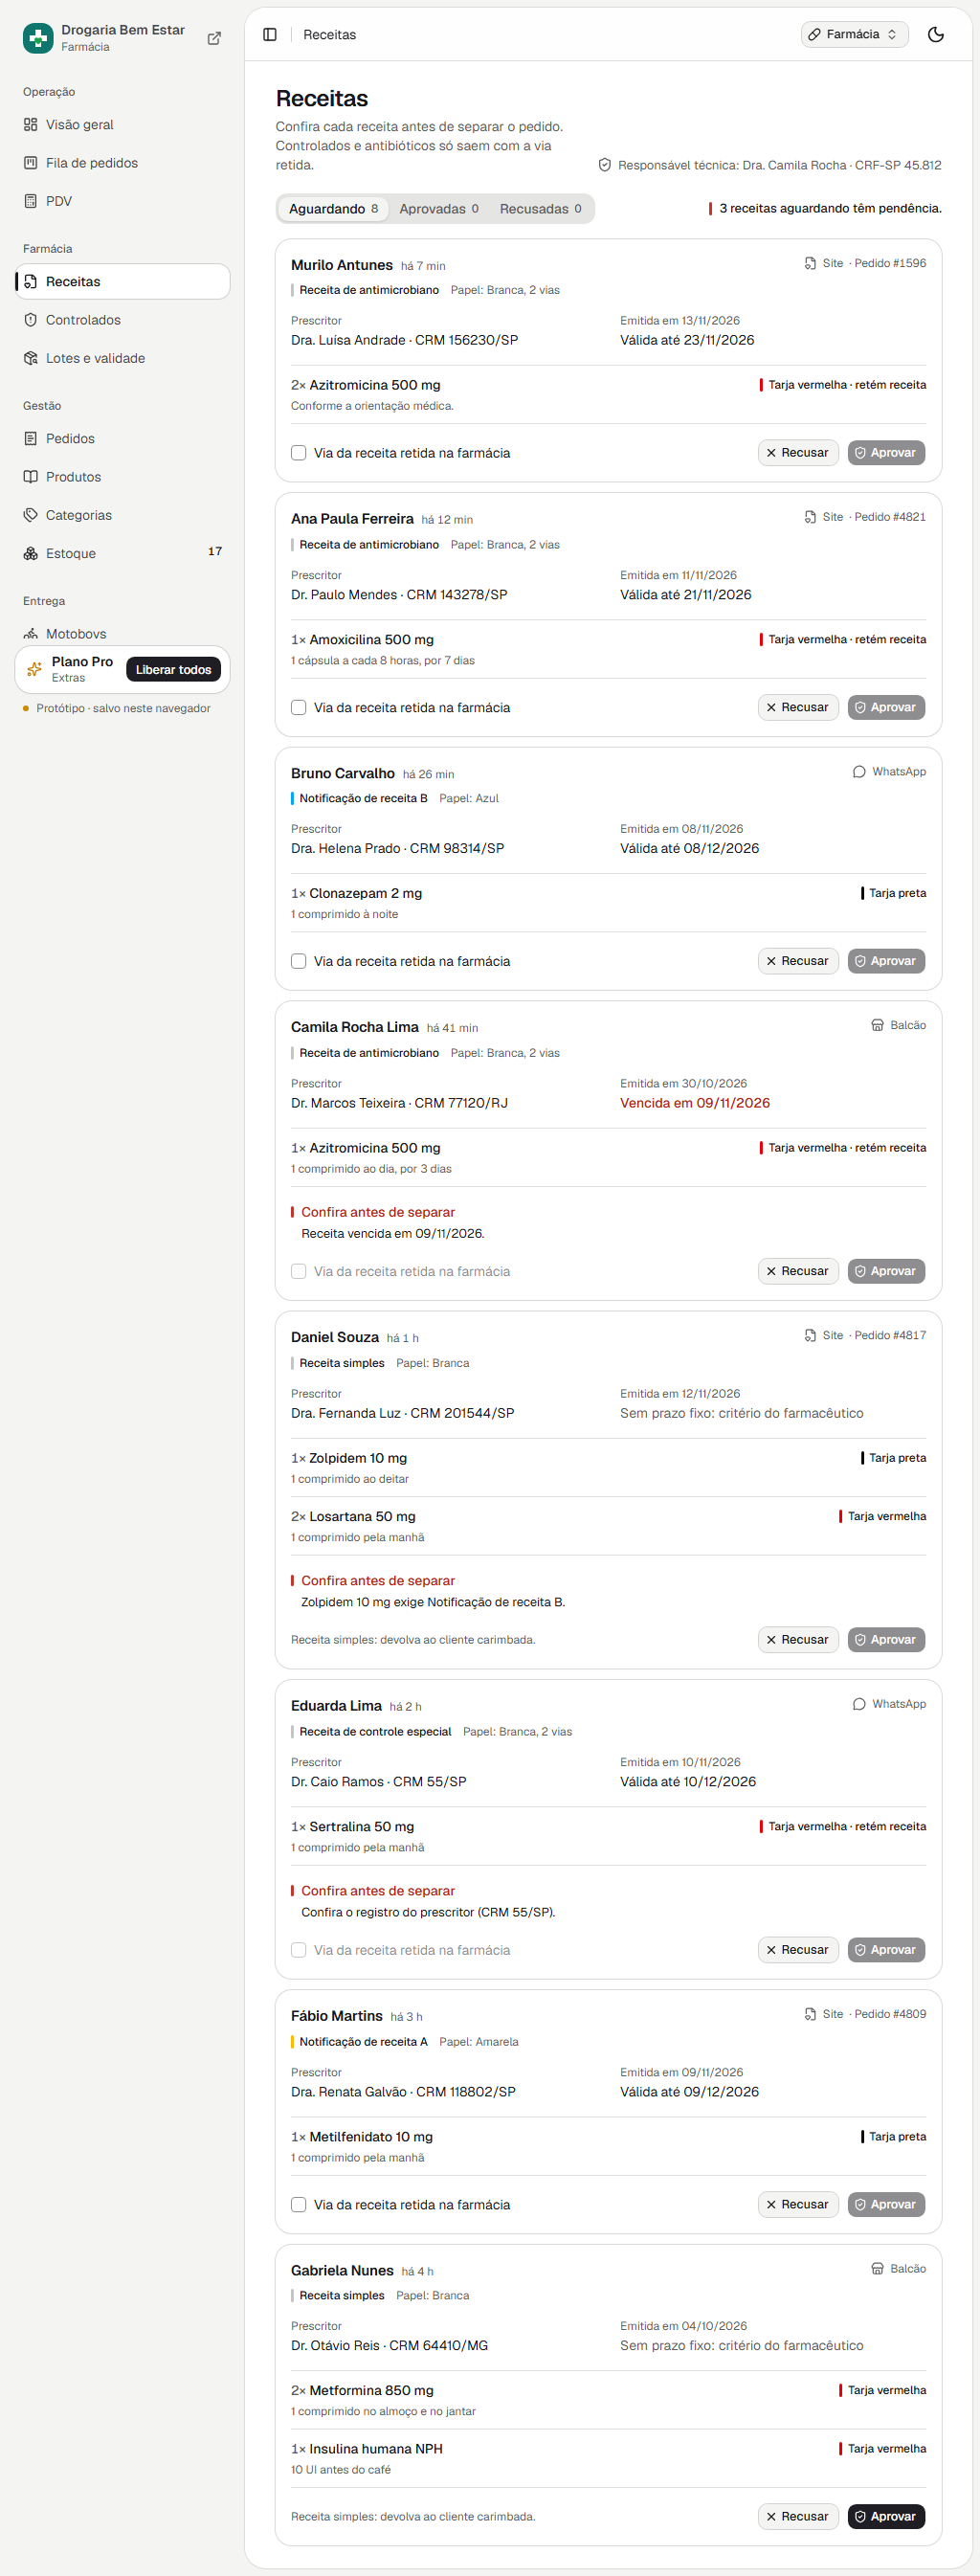 Drogaria Bem Estar
Farmácia
Operação
Visão geral
Fila de pedidos
PDV
Farmácia
Receitas
Controlados
Lotes e validade
Gestão
Pedidos
Produtos
Categorias
Estoque 17
Entrega
Motoboys
Plano Pro
Extras
Liberar todos
Protótipo · salvo neste navegador
Receitas
Farmácia
Receitas
Confira cada receita antes de separar o pedido.
Controlados e antibióticos só saem com a via
retida.
Responsável técnica: Dra. Camila Rocha · CRF-SP 45.812
Aguardando 8 Aprovadas 0 Recusadas 0
3 receitas aguardando têm pendência.
Murilo Antunes há 7 min
Site · Pedido #1596
Receita de antimicrobiano Papel: Branca, 2 vias
Prescritor
Dra. Luísa Andrade · CRM 156230/SP
Emitida em 13/11/2026
Válida até 23/11/2026
2× Azitromicina 500 mg
Tarja vermelha · retém receita
Conforme a orientação médica.
Via da receita retida na farmácia
Recusar
Aprovar
Ana Paula Ferreira há 12 min
Site · Pedido #4821
Receita de antimicrobiano Papel: Branca, 2 vias
Prescritor
Dr. Paulo Mendes · CRM 143278/SP
Emitida em 11/11/2026
Válida até 21/11/2026
1× Amoxicilina 500 mg
Tarja vermelha · retém receita
1 cápsula a cada 8 horas, por 7 dias
Via da receita retida na farmácia
Recusar
Aprovar
Bruno Carvalho há 26 min
WhatsApp
Notificação de receita B Papel: Azul
Prescritor
Dra. Helena Prado · CRM 98314/SP
Emitida em 08/11/2026
Válida até 08/12/2026
1× Clonazepam 2 mg
Tarja preta
1 comprimido à noite
Via da receita retida na farmácia
Recusar
Aprovar
Camila Rocha Lima há 41 min
Balcão
Receita de antimicrobiano Papel: Branca, 2 vias
Prescritor
Dr. Marcos Teixeira · CRM 77120/RJ
Emitida em 30/10/2026
Vencida em 09/11/2026
1× Azitromicina 500 mg
Tarja vermelha · retém receita
1 comprimido ao dia, por 3 dias
Confira antes de separar
Receita vencida em 09/11/2026.
Via da receita retida na farmácia
Recusar
Aprovar
Daniel Souza há 1 h
Site · Pedido #4817
Receita simples Papel: Branca
Prescritor
Dra. Fernanda Luz · CRM 201544/SP
Emitida em 12/11/2026
Sem prazo fixo: critério do farmacêutico
1× Zolpidem 10 mg
Tarja preta
1 comprimido ao deitar
2× Losartana 50 mg
Tarja vermelha
1 comprimido pela manhã
Confira antes de separar
Zolpidem 10 mg exige Notificação de receita B.
Receita simples: devolva ao cliente carimbada.
Recusar
Aprovar
Eduarda Lima há 2 h
WhatsApp
Receita de controle especial Papel: Branca, 2 vias
Prescritor
Dr. Caio Ramos · CRM 55/SP
Emitida em 10/11/2026
Válida até 10/12/2026
1× Sertralina 50 mg
Tarja vermelha · retém receita
1 comprimido pela manhã
Confira antes de separar
Confira o registro do prescritor (CRM 55/SP).
Via da receita retida na farmácia
Recusar
Aprovar
Fábio Martins há 3 h
Site · Pedido #4809
Notificação de receita A Papel: Amarela
Prescritor
Dra. Renata Galvão · CRM 118802/SP
Emitida em 09/11/2026
Válida até 09/12/2026
1× Metilfenidato 10 mg
Tarja preta
1 comprimido pela manhã
Via da receita retida na farmácia
Recusar
Aprovar
Gabriela Nunes há 4 h
Balcão
Receita simples Papel: Branca
Prescritor
Dr. Otávio Reis · CRM 64410/MG
Emitida em 04/10/2026
Sem prazo fixo: critério do farmacêutico
2× Metformina 850 mg
Tarja vermelha
1 comprimido no almoço e no jantar
1× Insulina humana NPH
Tarja vermelha
10 UI antes do café
Receita simples: devolva ao cliente carimbada.
Recusar
Aprovar